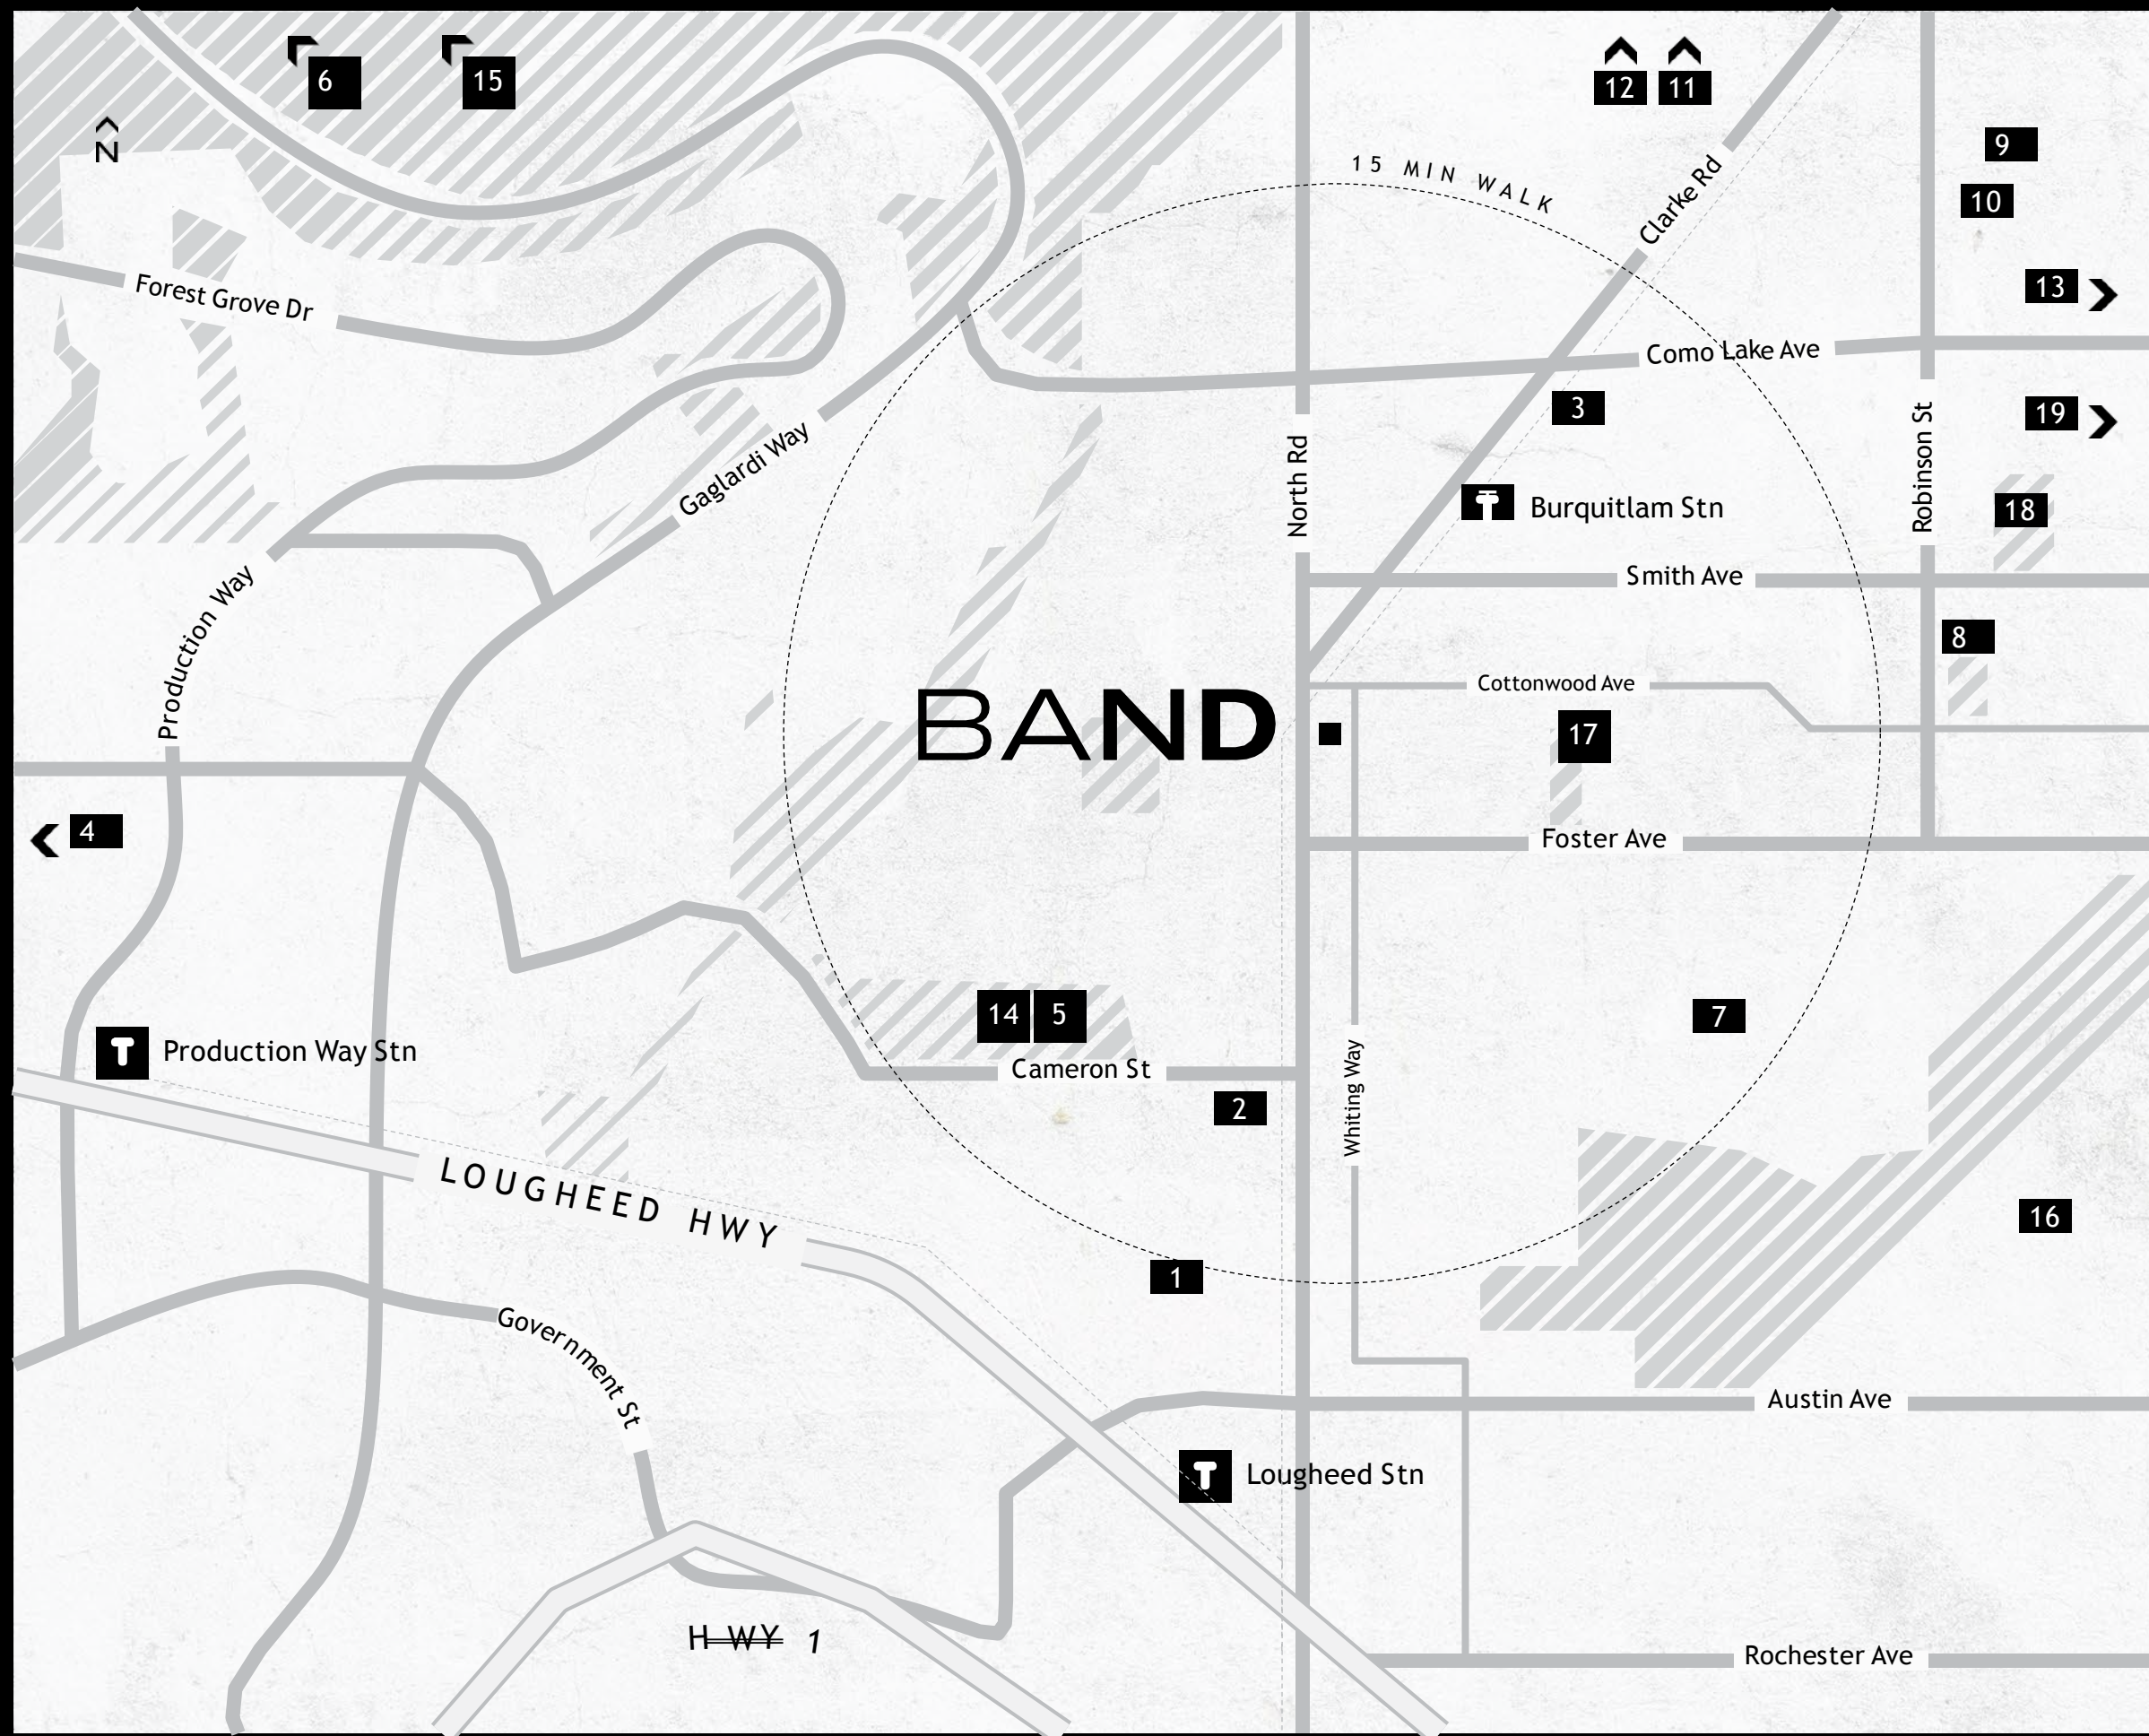 6
15
12
11
N
9
15 MIN WALK
10
Clarke Rd
13
Forest Grove Dr
Como Lake Ave
3
19
Gaglardi Way
North Rd
Robinson St
Burquitlam Stn
18
Smith Ave
Production Way
8
Cottonwood Ave
BAND
17
4
Foster Ave
14
5
7
Production Way Stn
Cameron St
2
Whiting Way
LOUGHEED HWY
16
1
Government St
Austin Ave
Lougheed Stn
HWY 1
Rochester Ave